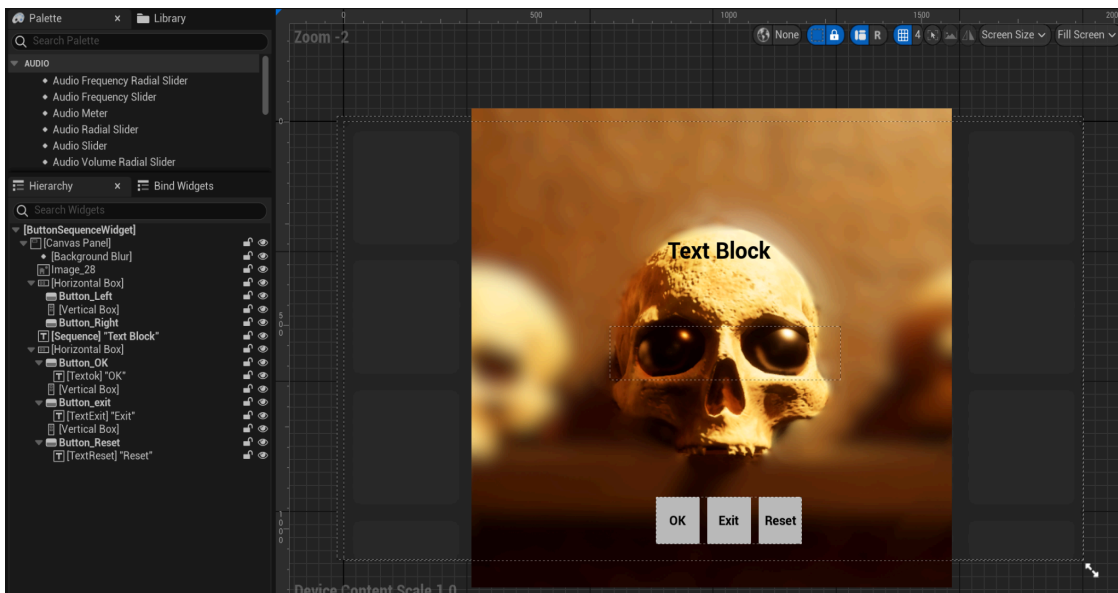 Palette
Library
Search Palette
AUDIO
Audio Frequency Radial Slider
Audio Frequency Slider
Audio Meter
Audio Radial Slider
Audio Slider
Audio Volume Radial Slider
Hierarchy
Bind Widgets
Search Widgets
[ButtonSequenceWidget]
[Canvas Panel]
[Background Blur]
Image_28
[Horizontal Box]
Button_Left
[Vertical Box]
Button_Right
[Sequence] "Text Block"
[Horizontal Box]
Button_OK
[Textok] "OK"
[Vertical Box]
Button_exit
[TextExit] "Exit"
[Vertical Box]
Button_Reset
[TextReset] "Reset"
0 500 1000 1500 200
Zoom -2
None
R
4
Screen Size
Fill Screen
0
500
1000
Text Block
OK Exit Reset
Device Content Scale 1.0